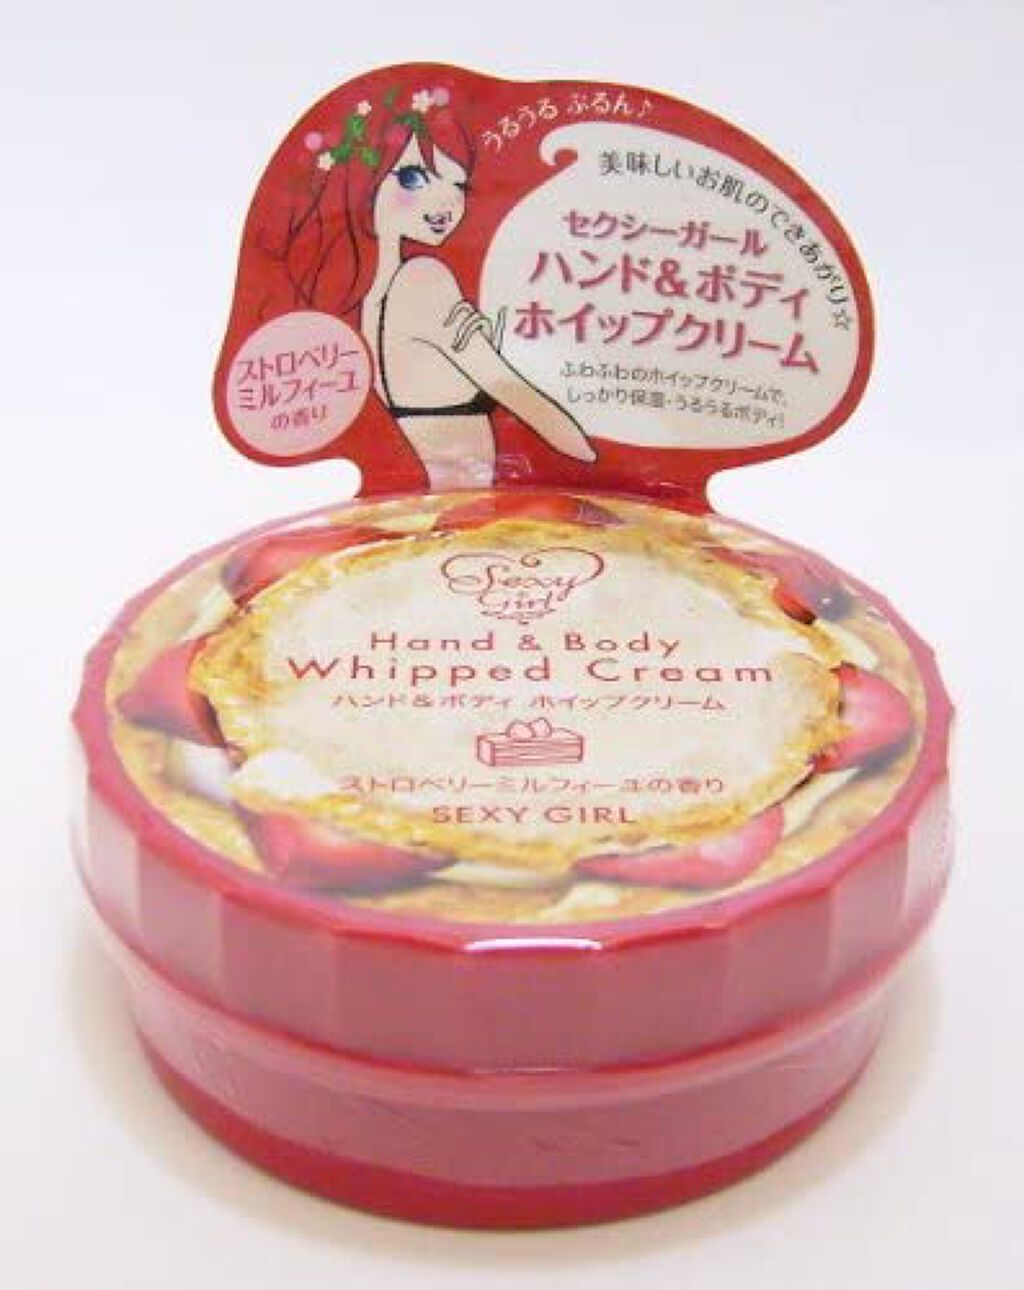 うるうる ぷるん♪
美味しいお肌のできあがり☆
セクシーガール
ハンド&ボディ
ホイップクリーム
ふわふわのホイップクリームで、
しっかり保湿・うるうるボディ!
ストロベリー
ミルフィーユ
の香り
Sexy
Girl
Hand & Body
Whipped Cream
ハンド&ボディ ホイップクリーム
ストロベリーミルフィーユの香り
SEXY GIRL